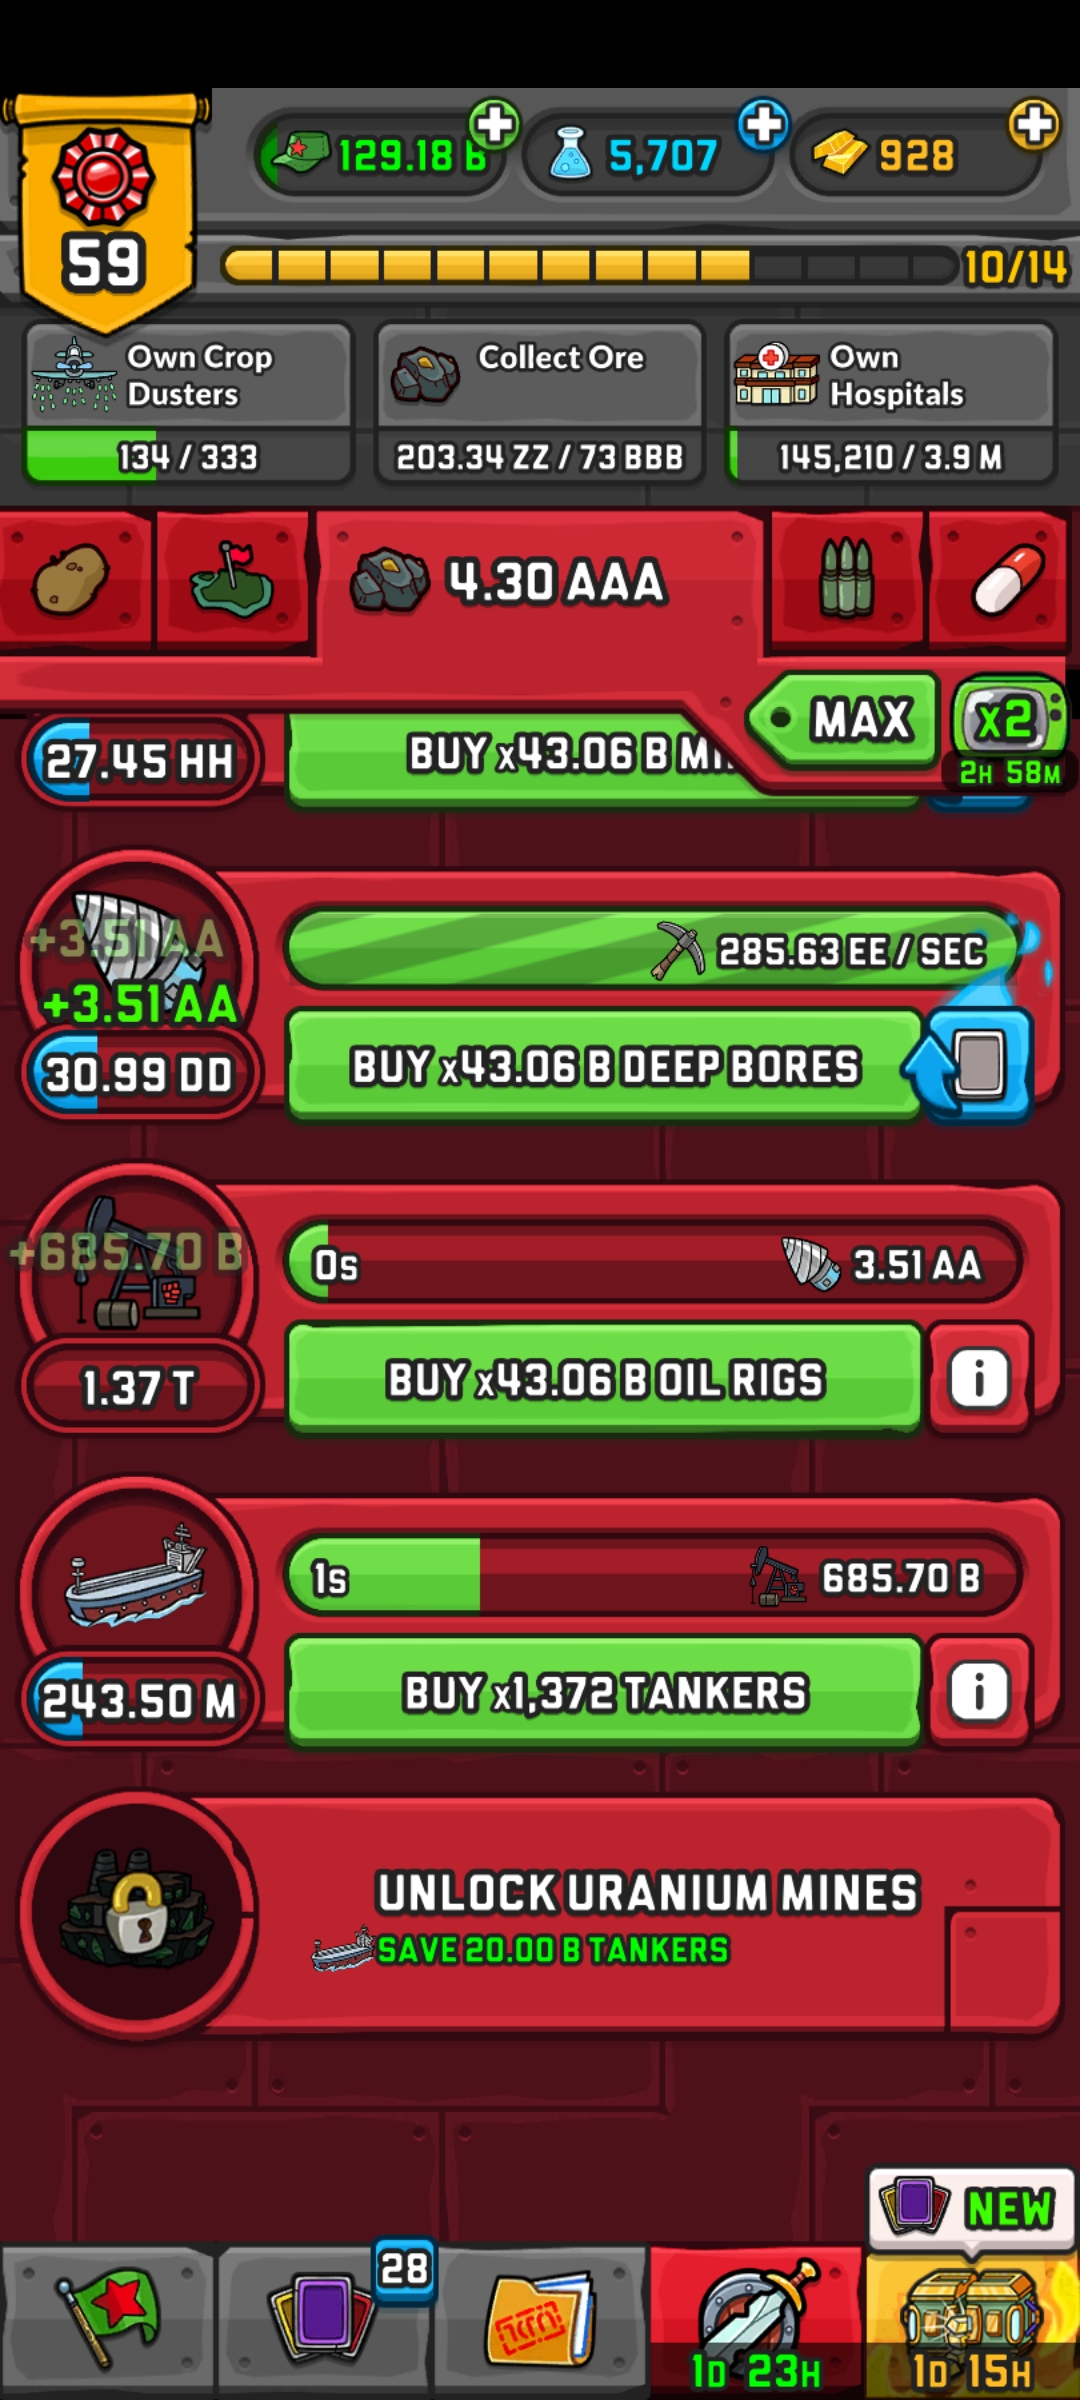 129.18 B
5,707
928
59
10/14
Own Crop
Dusters
134 / 333
Collect Ore
203.34 ZZ / 73 BBB
Own
Hospitals
145,210 / 3.9 M
4.30 AAA
MAX
x2
2H 58M
27.45 HH
BUY x43.06 B
+3.51 AA
+3.51 AA
30.99 DD
285.63 EE / SEC
BUY x43.06 B DEEP BORES
+685.70 B
1.37 T
0s
3.51 AA
BUY x43.06 B OIL RIGS
i
243.50 M
1s
685.70 B
BUY x1,372 TANKERS
i
UNLOCK URANIUM MINES
SAVE 20.00 B TANKERS
NEW
28
1D 23H
1D 15H